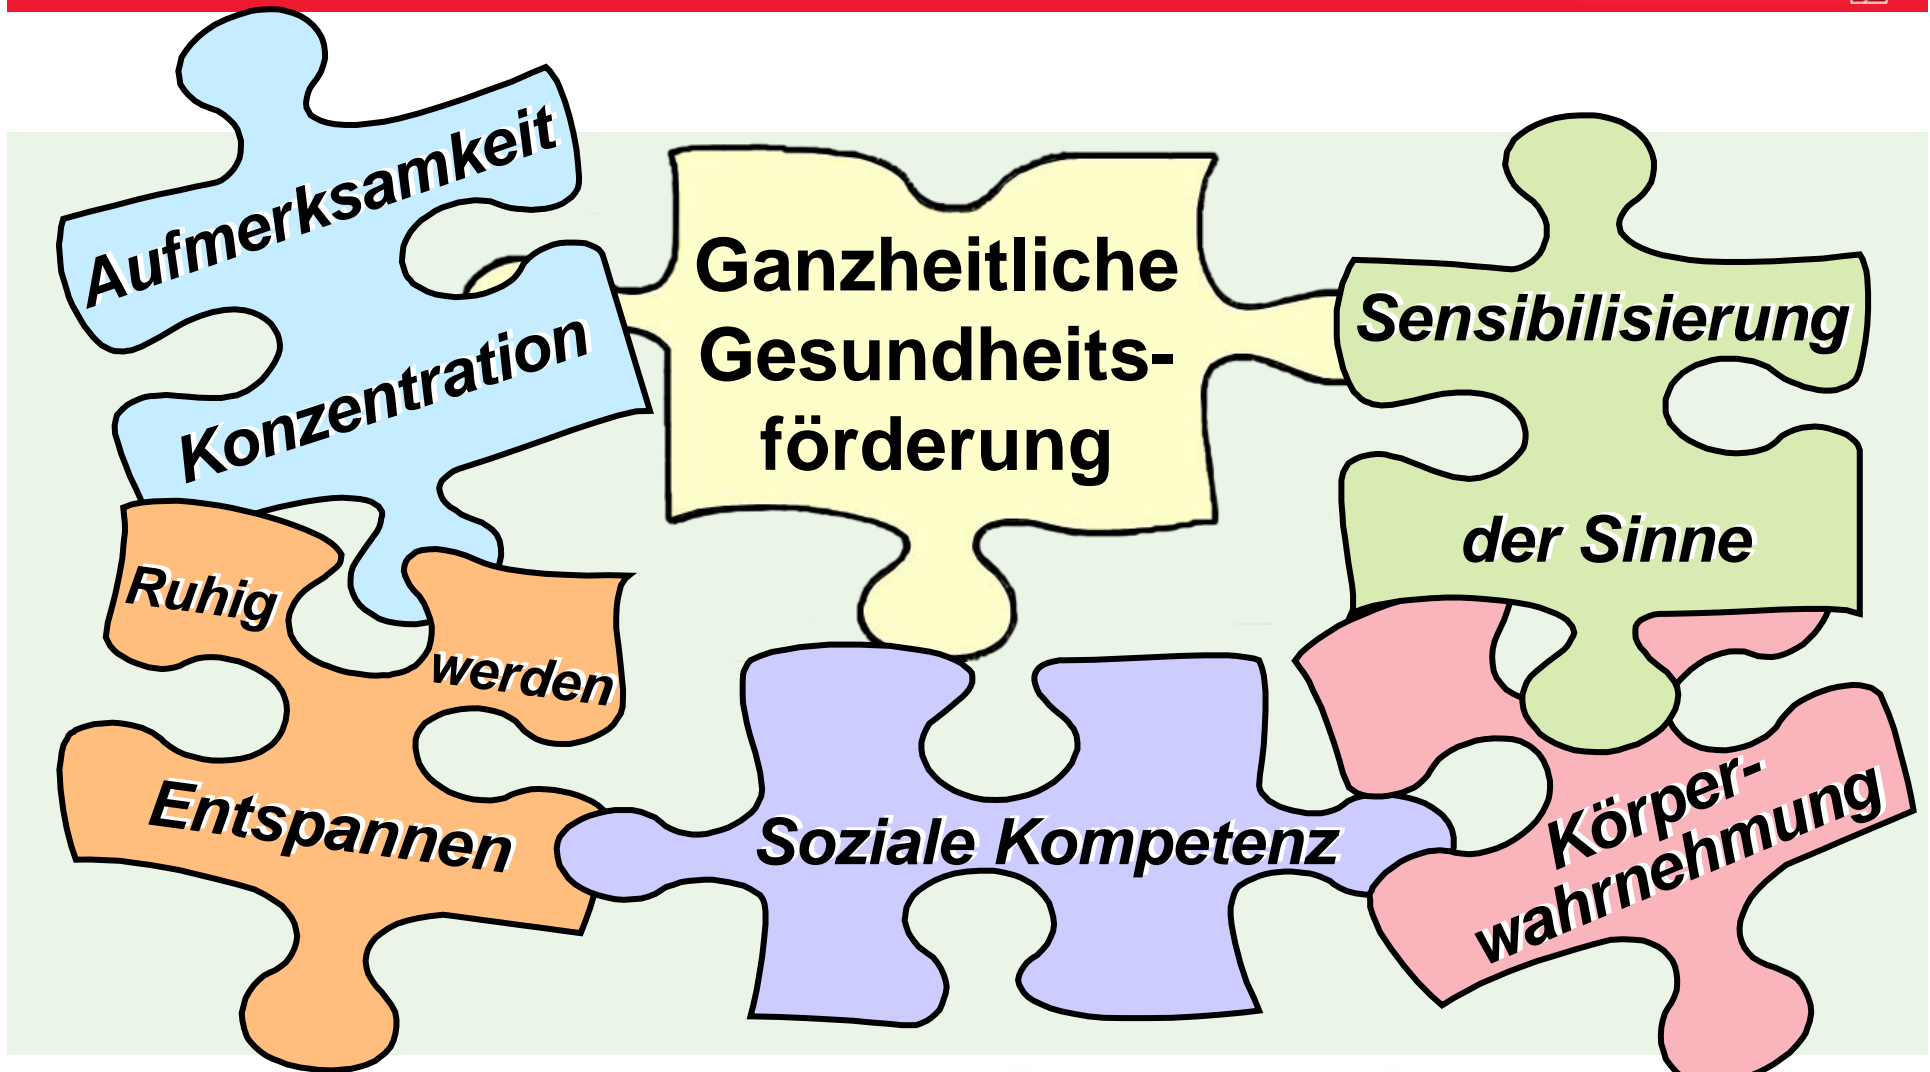 Aufmerksamkeit
Konzentration
Ganzheitliche
Gesundheits-
förderung
Sensibilisierung
der Sinne
Ruhig
werden
Entspannen
Soziale Kompetenz
Körper-
wahrnehmung